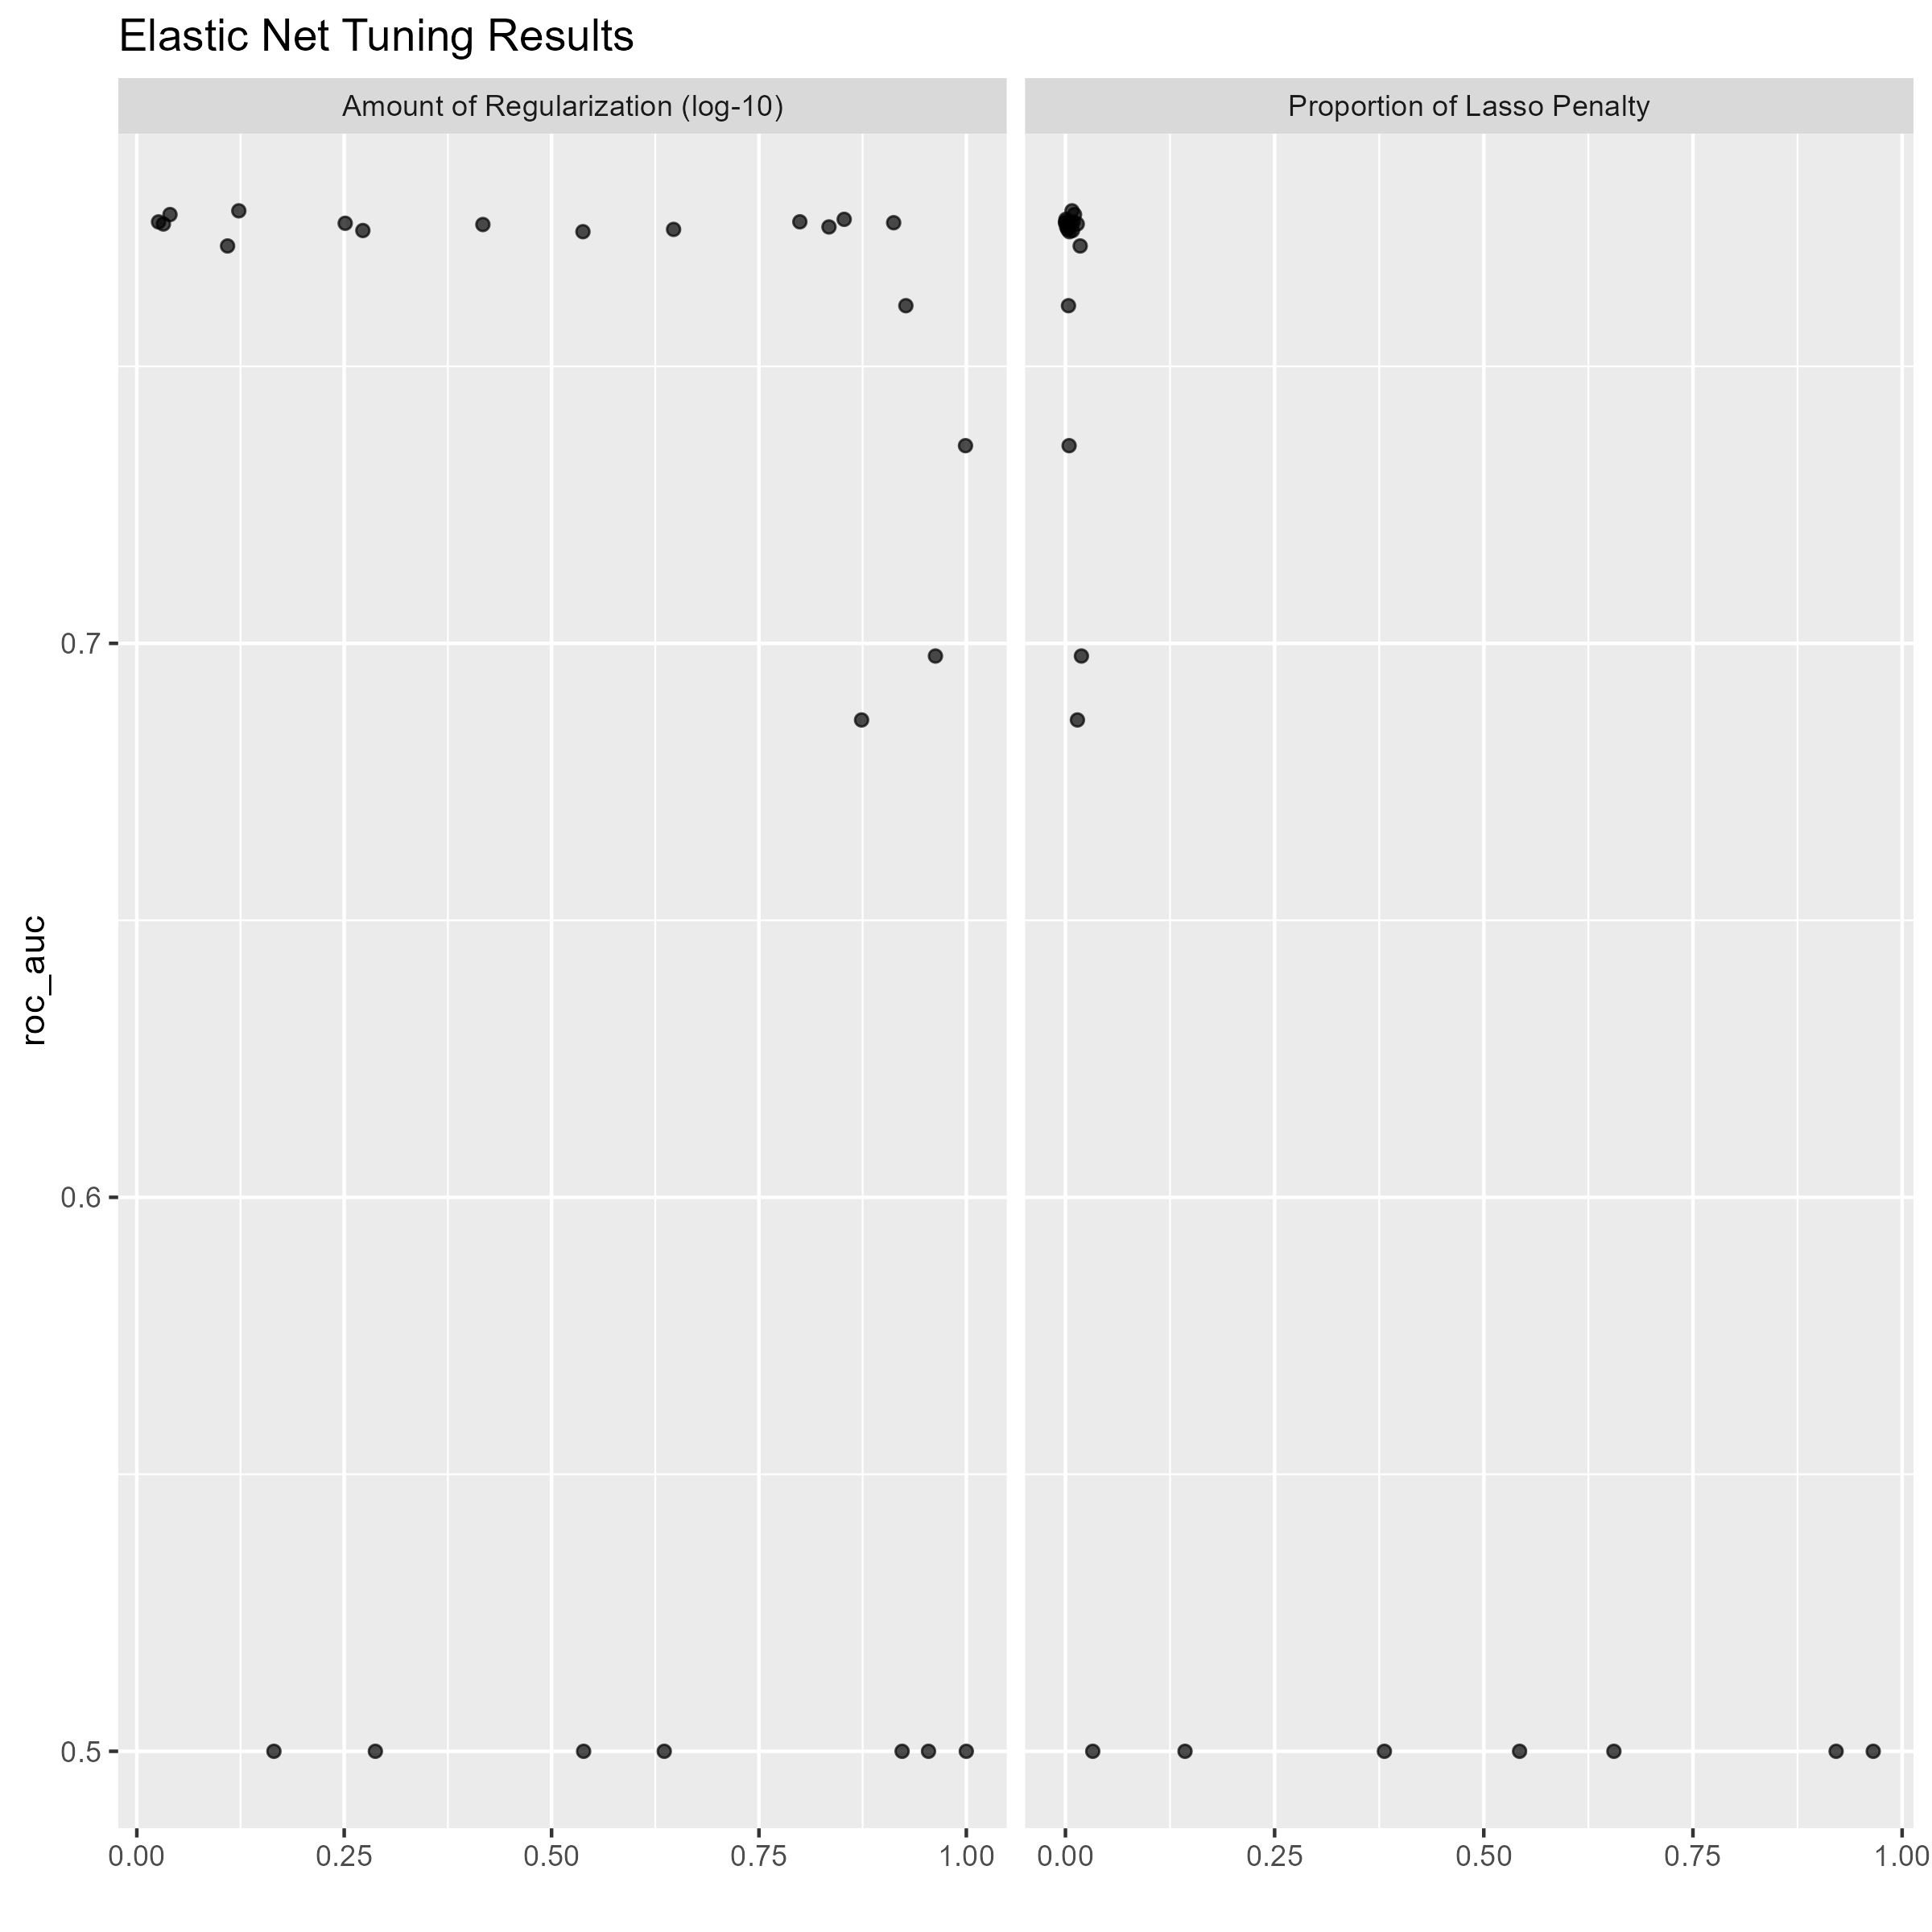 Elastic Net Tuning Results
Amount of Regularization (log-10)
Proportion of Lasso Penalty
roc_auc
0.7
0.6
0.5
0.00 0.25 0.50 0.75 1.00
0.00 0.25 0.50 0.75 1.00